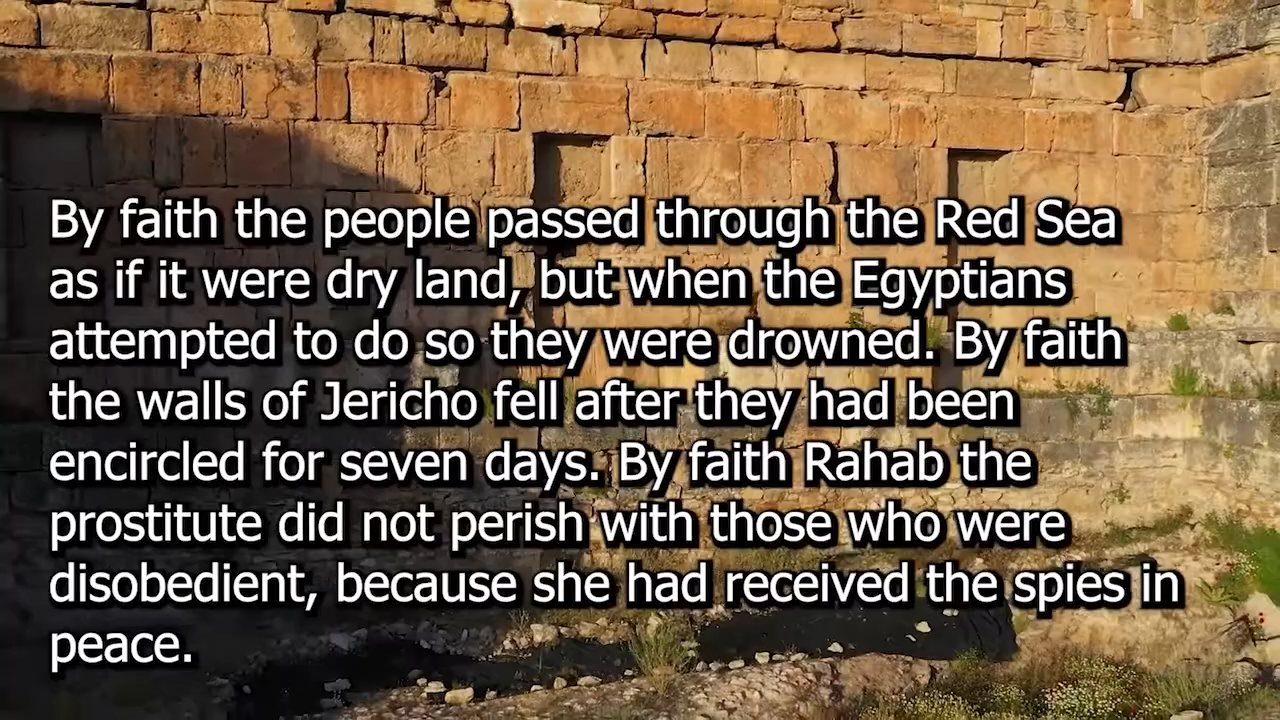 By faith the people passed through the Red Sea
as if it were dry land, but when the Egyptians
attempted to do so they were drowned. By faith
the walls of Jericho fell after they had been
encircled for seven days. By faith Rahab the
prostitute did not perish with those who were
disobedient, because she had received the spies in
peace.